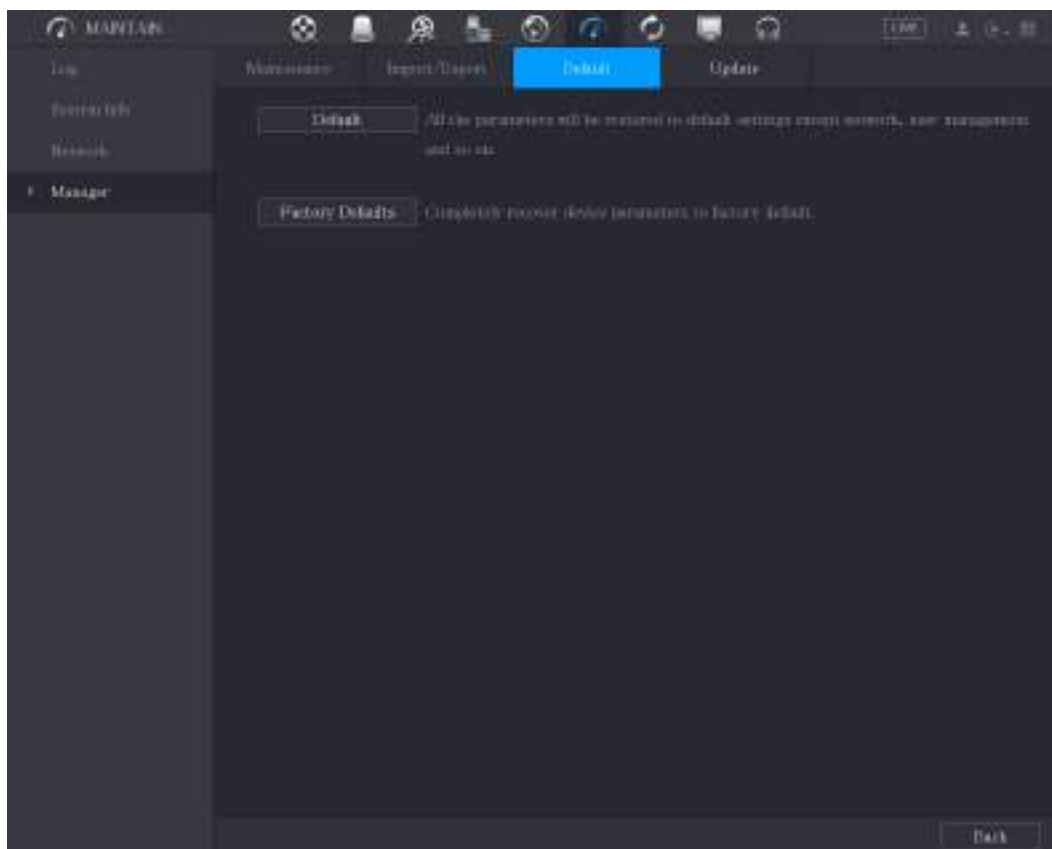 MAINTAIN
LIVE
Log
System Info
Network
Manager
Maintenance
Import/Export
Default
Update
Default
All the parameters will be restored to default settings except network, user management
and so on.
Factory Defaults
Completely recover device parameters to factory default.
Back